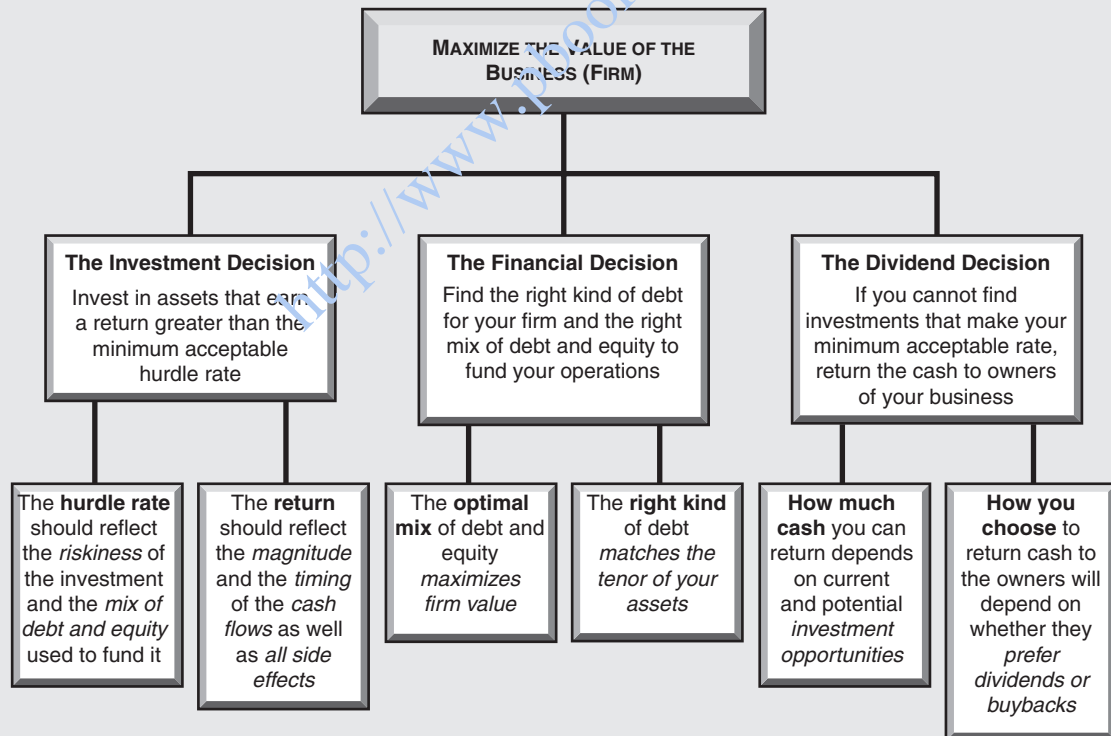 MAXIMIZE THE VALUE OF THE
BUSINESS (FIRM)
The Investment Decision
Invest in assets that earn
a return greater than the
minimum acceptable
hurdle rate
The Financial Decision
Find the right kind of debt
for your firm and the right
mix of debt and equity to
fund your operations
The Dividend Decision
If you cannot find
investments that make your
minimum acceptable rate,
return the cash to owners
of your business
The hurdle rate
should reflect
the riskiness of
the investment
and the mix of
debt and equity
used to fund it
The return
should reflect
the magnitude
and the timing
of the cash
flows as well
as all side
effects
The optimal
mix of debt and
equity
maximizes
firm value
The right kind
of debt
matches the
tenor of your
assets
How much
cash you can
return depends
on current
and potential
investment
opportunities
How you
choose to
return cash to
the owners will
depend on
whether they
prefer
dividends or
buybacks